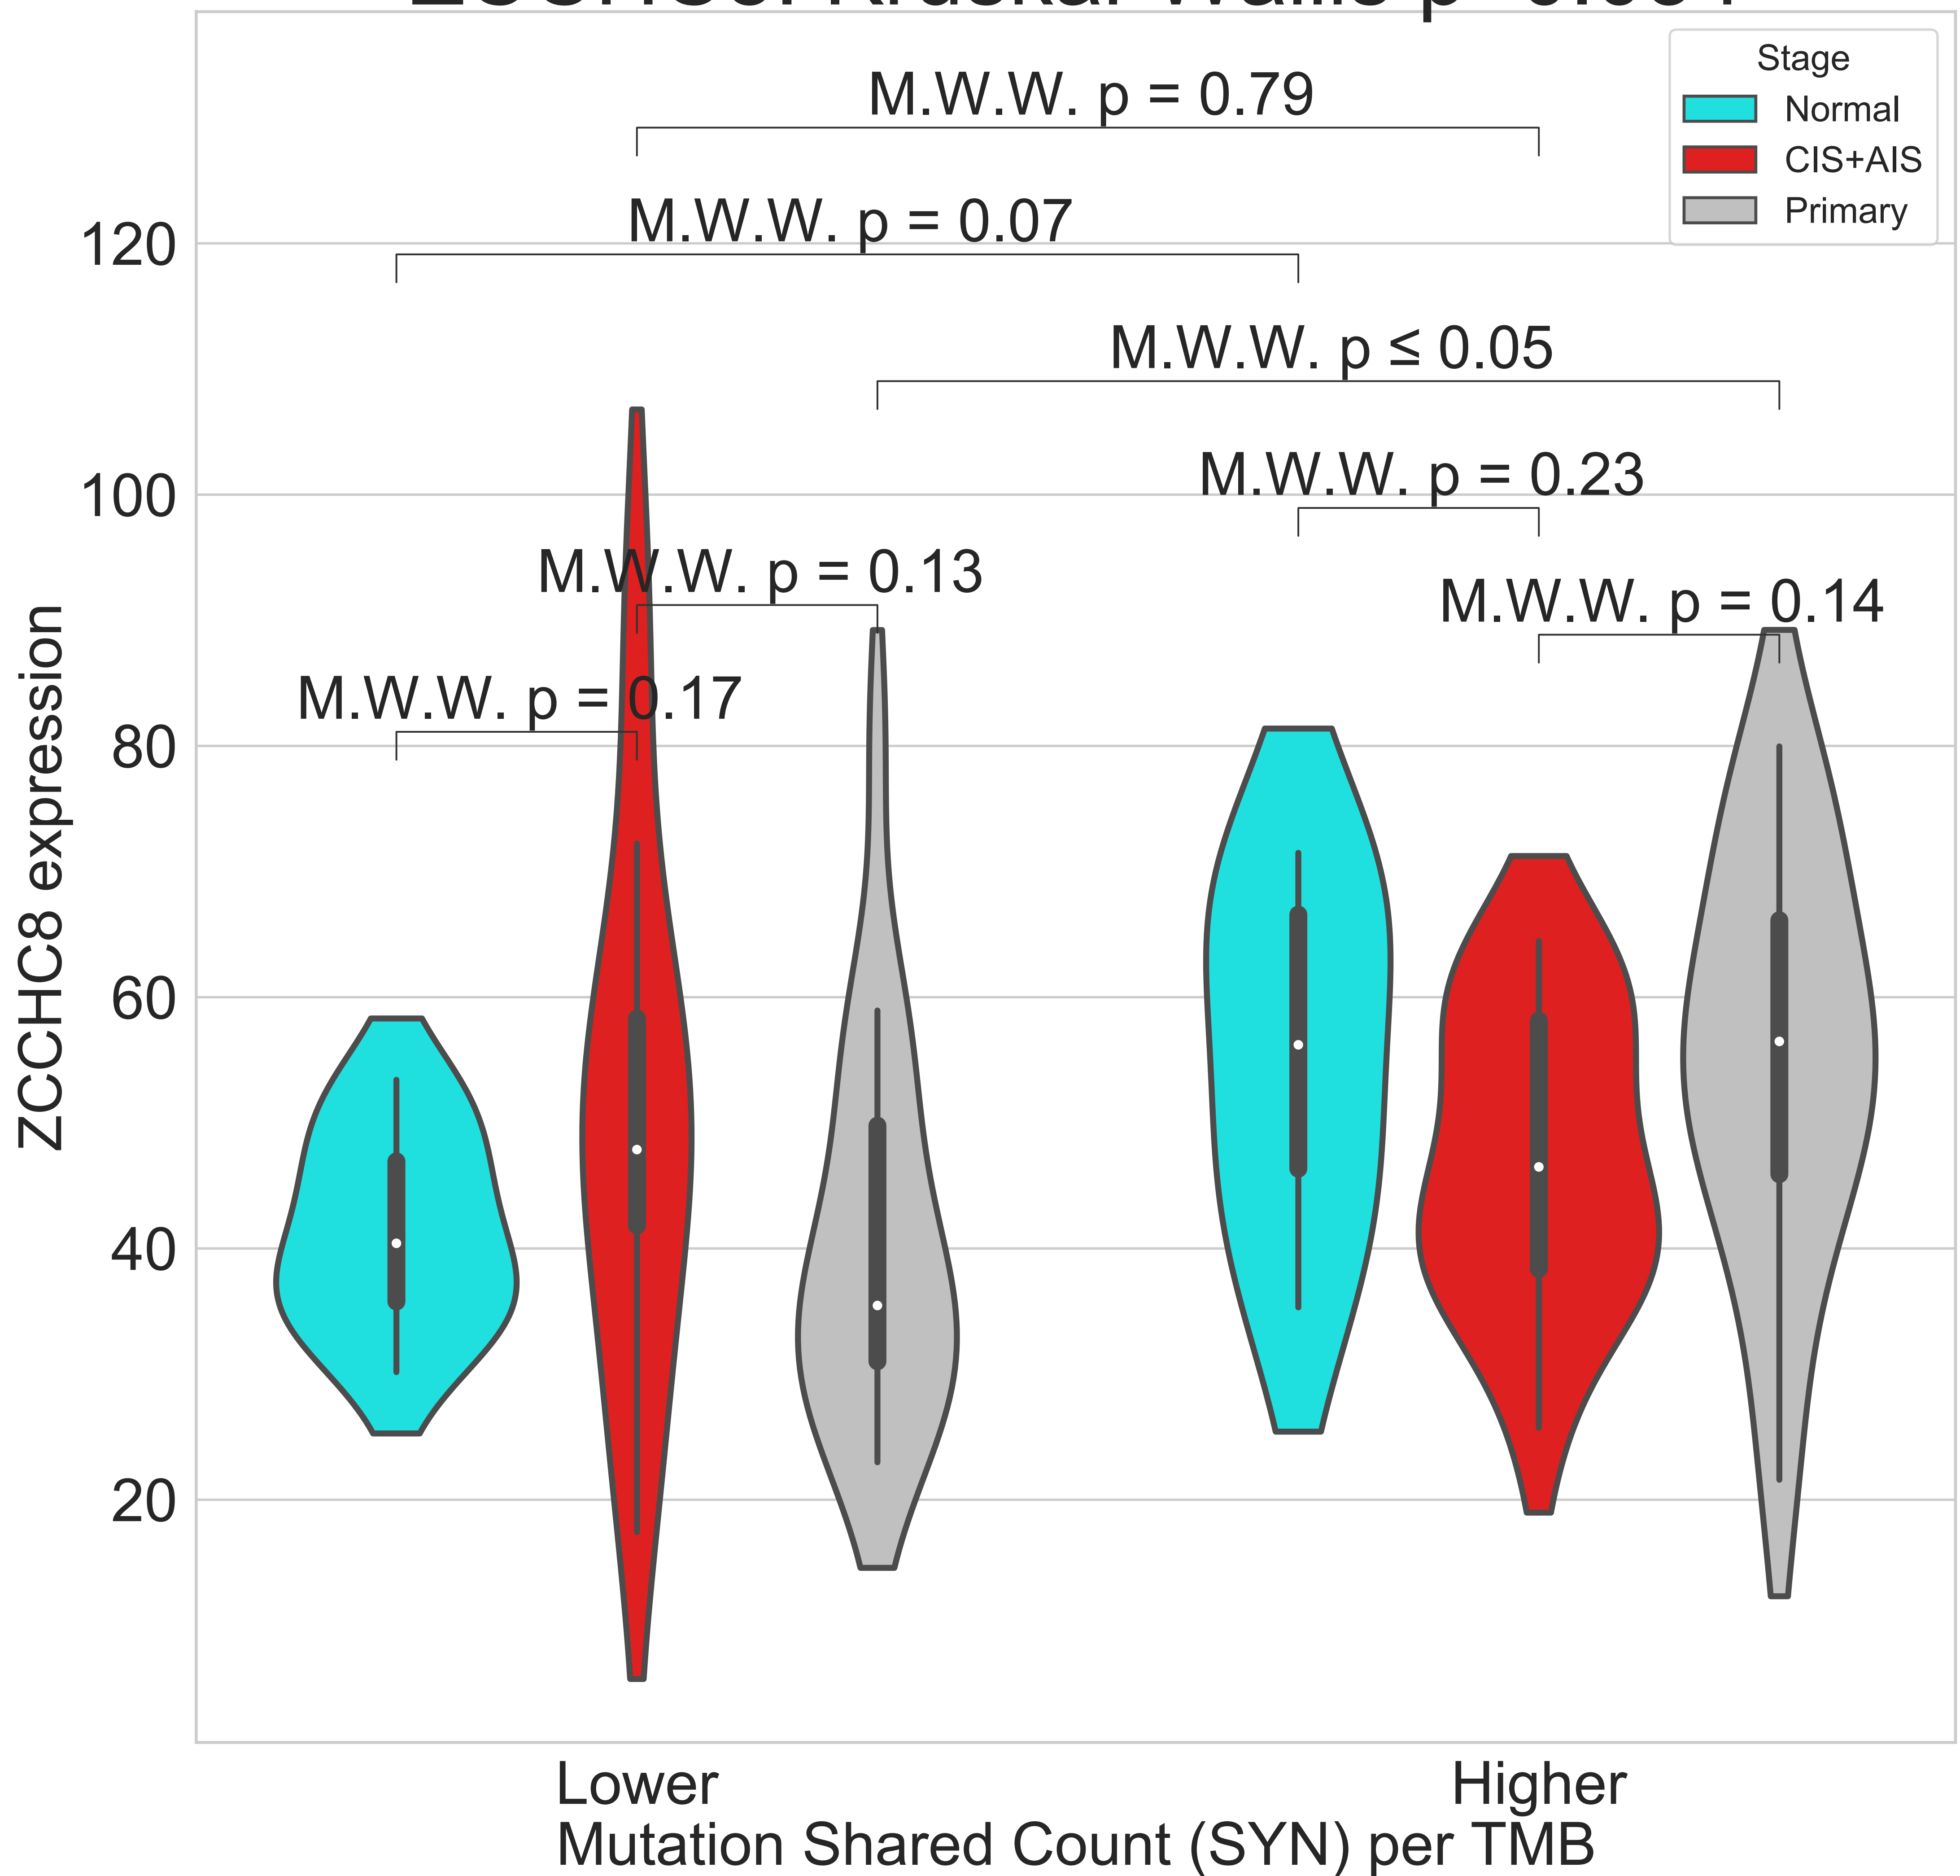 M.W.W. p = 0.79
Stage
Normal
CIS+AIS
Primary
M.W.W. p = 0.07
M.W.W. p ≤ 0.05
M.W.W. p = 0.23
M.W.W. p = 0.13
M.W.W. p = 0.14
M.W.W. p = 0.17
120
100
80
60
40
20
ZCCHC8 expression
Lower
Higher
Mutation Shared Count (SYN) per TMB